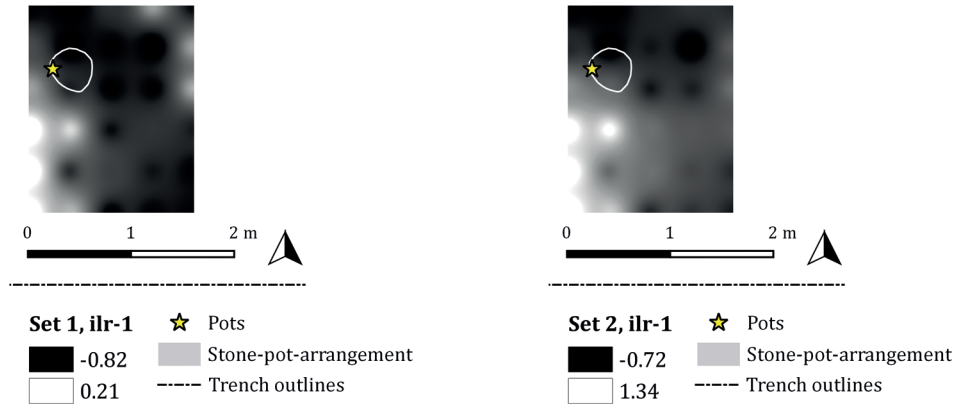 0 1 2 m
Set 1, ilr-1
-0.82
0.21
Pots
Stone-pot-arrangement
Trench outlines
0 1 2 m
Set 2, ilr-1
-0.72
1.34
Pots
Stone-pot-arrangement
Trench outlines